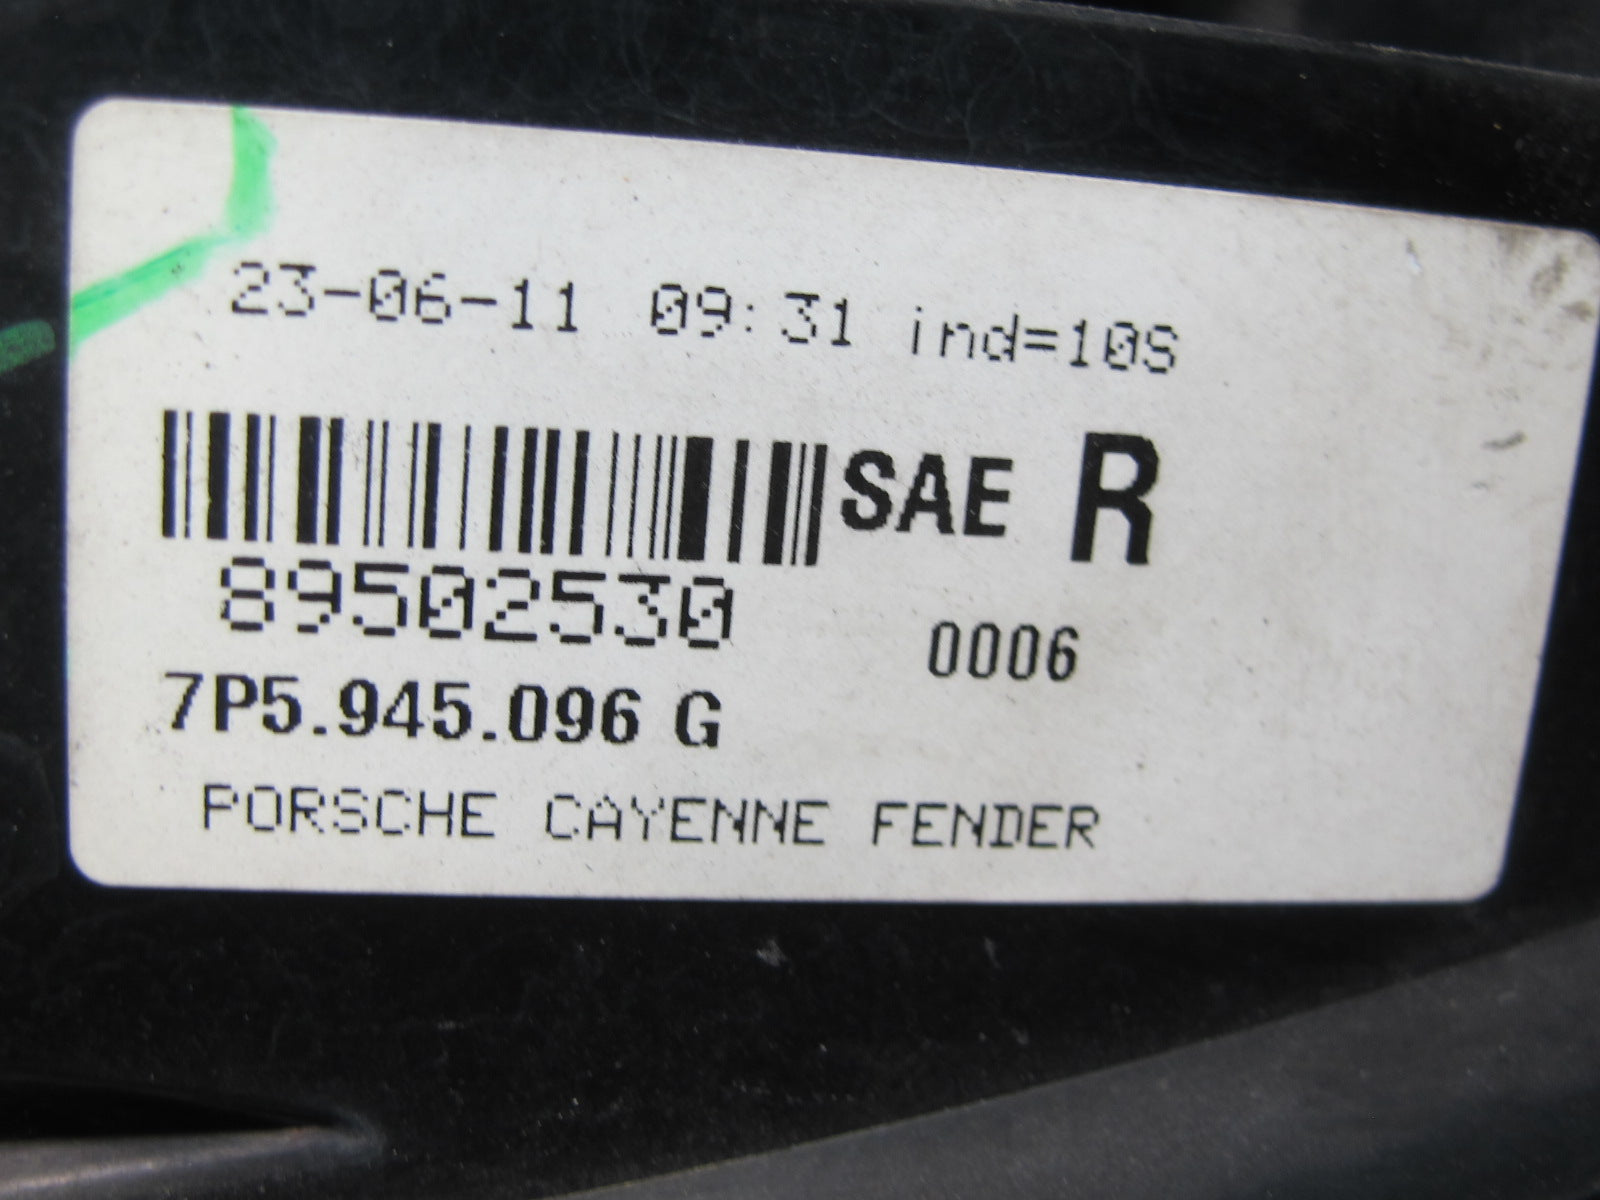 23-06-11 09:31 ind=10S
SAE R
89502530
0006
7P5.945.096 G
PORSCHE CAYENNE FENDER